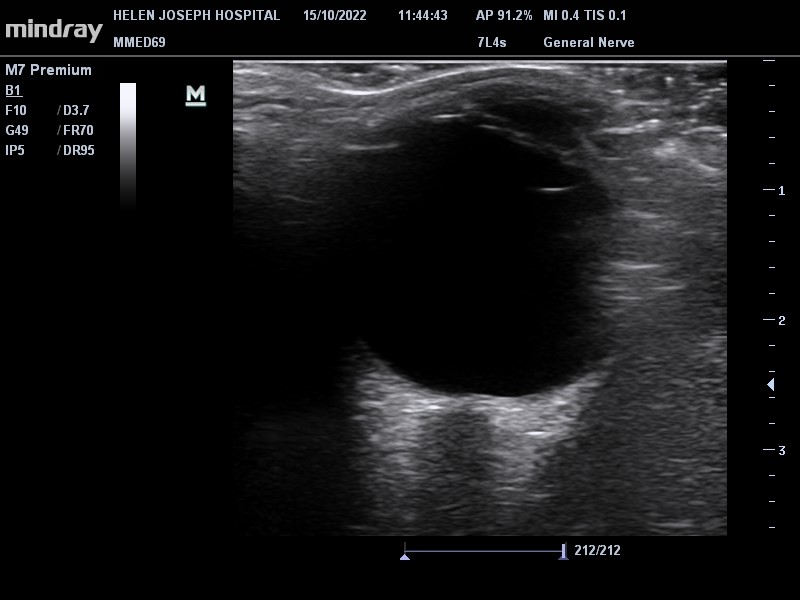 mindray
HELEN JOSEPH HOSPITAL 15/10/2022 11:44:43 AP 91.2% MI 0.4 TIS 0.1
MMED69 7L4s General Nerve
M7 Premium
B1
F10 / D3.7
G49 / FR70
IP5 / DR95
M
1
2
3
212/212